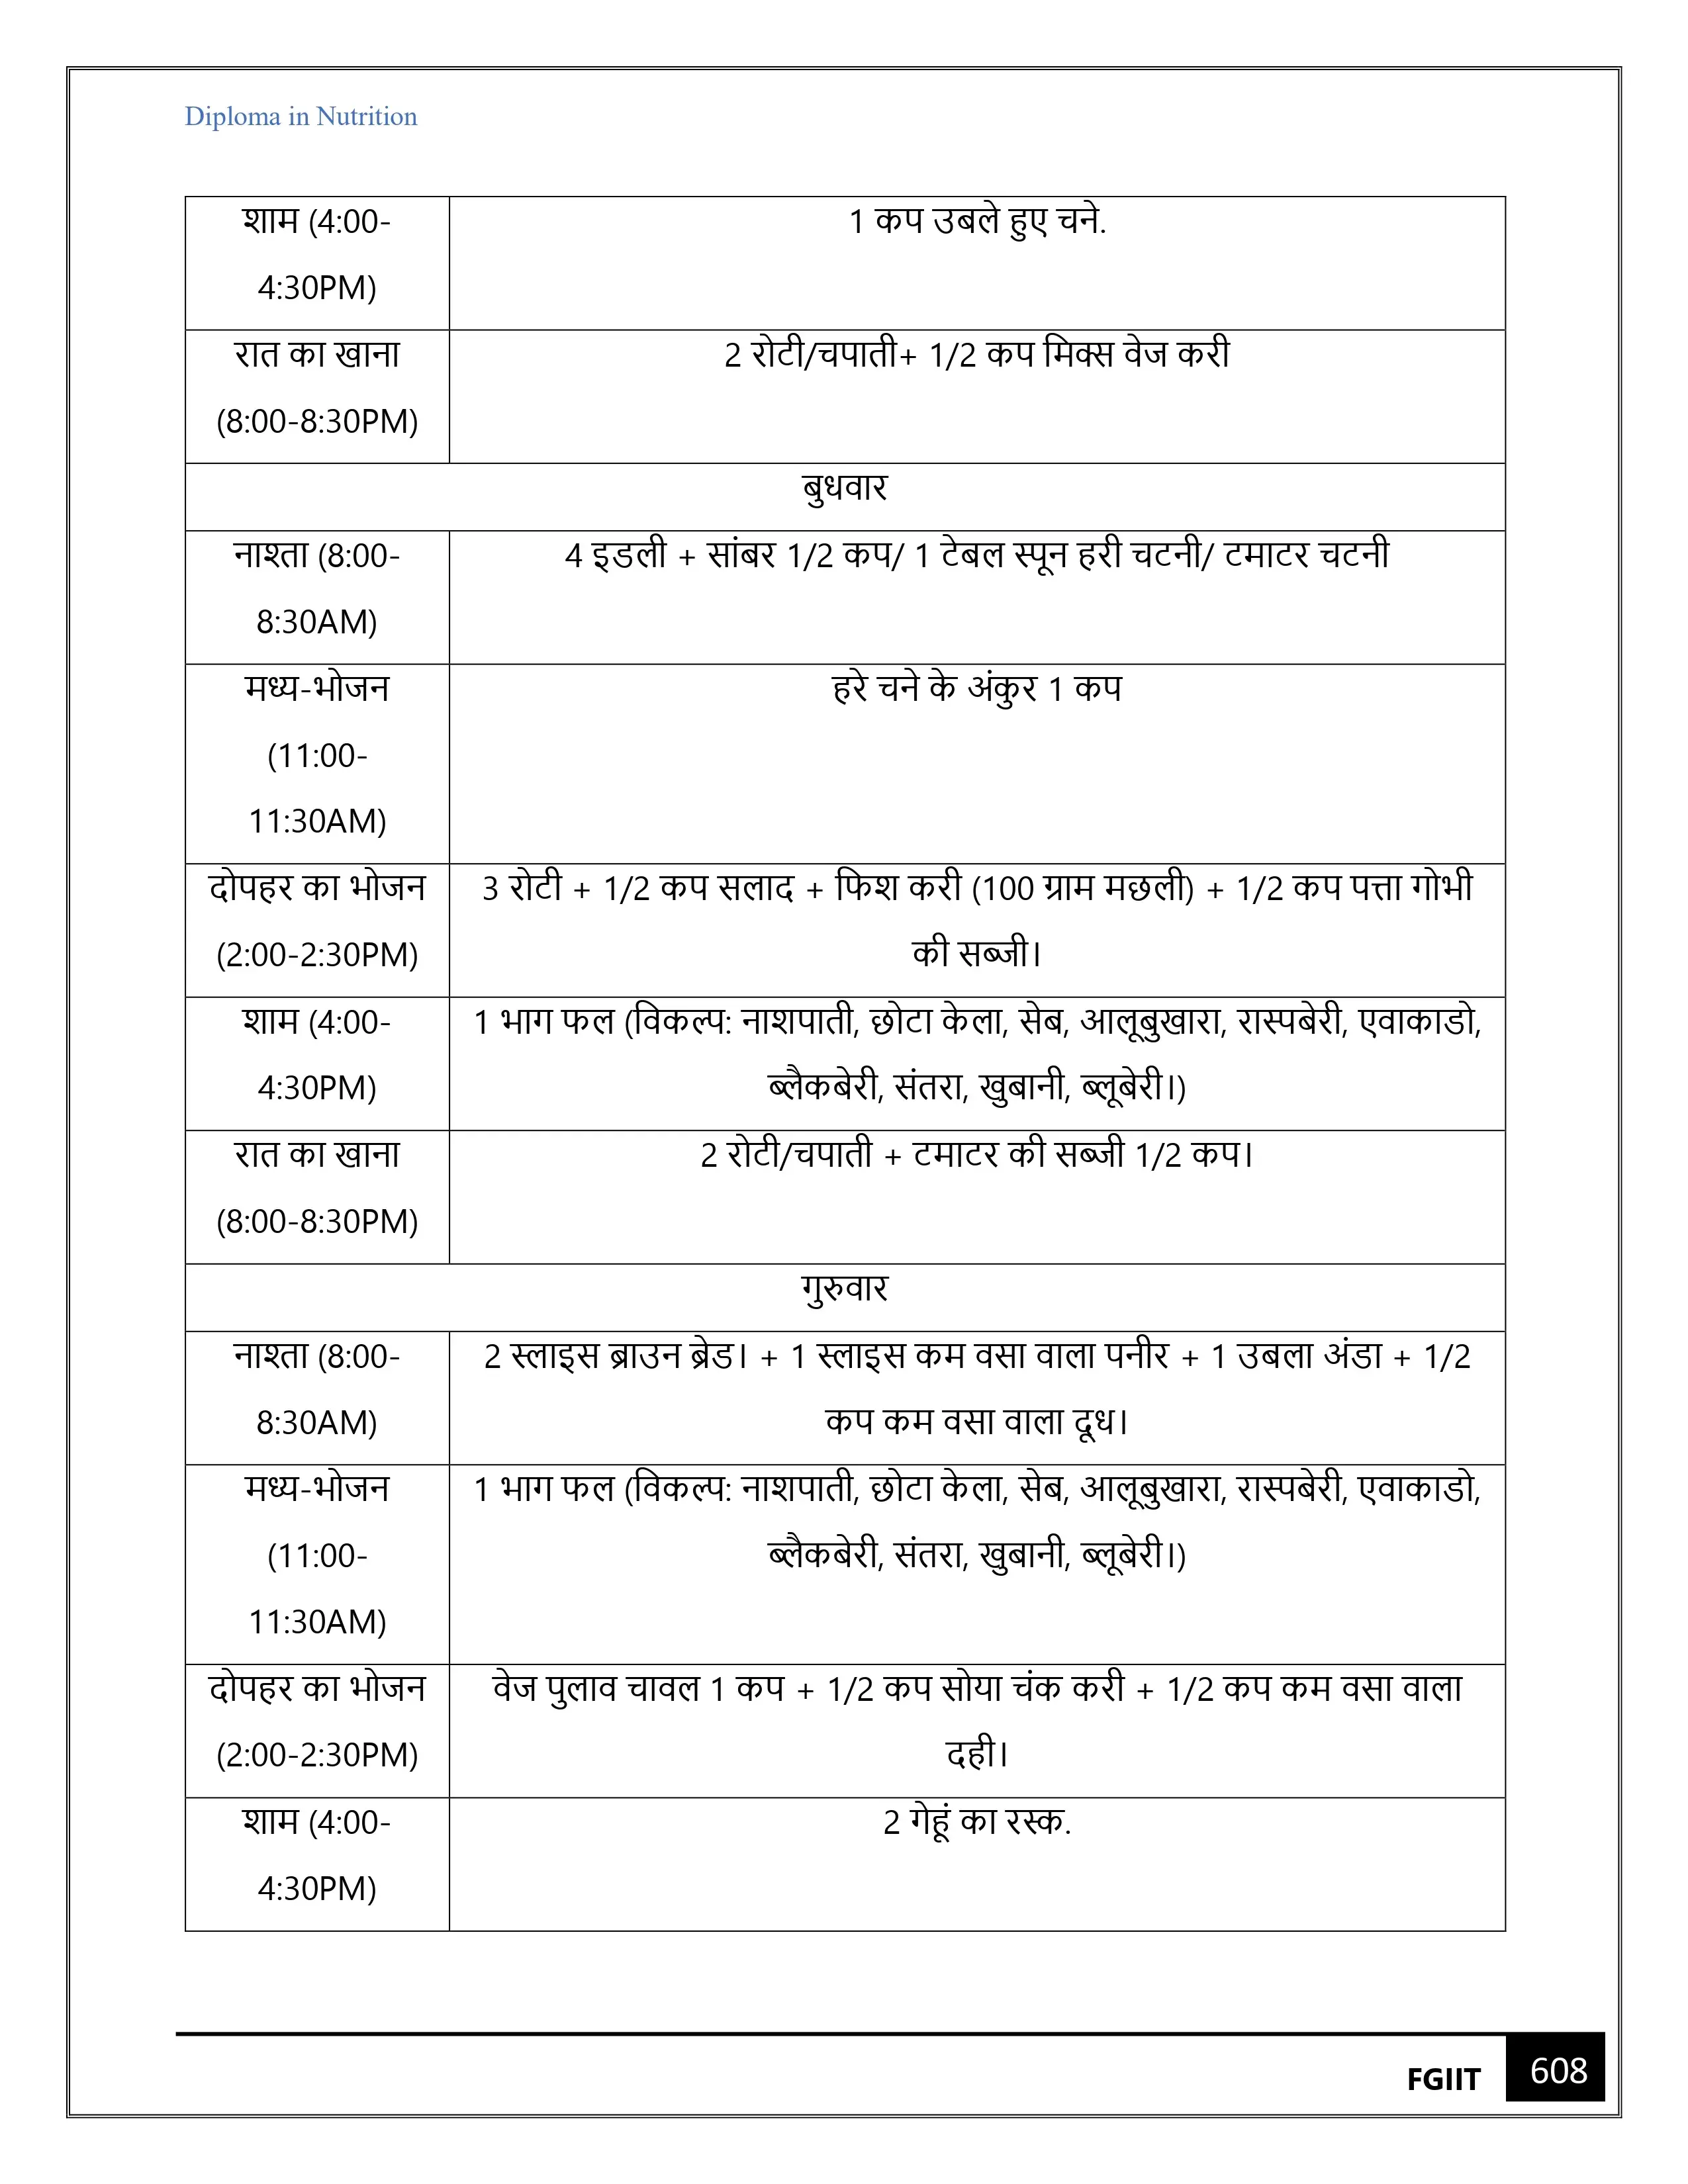 Diploma in Nutrition
शाम (4:00-
4:30PM)
1 कप उबले हुए चने.
रात का खाना
(8:00-8:30PM)
2 रोटी/चपाती+ 1/2 कप मिक्स वेज करी
बुधवार
नाश्ता (8:00-
8:30AM)
4 इडली + सांबर 1/2 कप/ 1 टेबल स्पून हरी चटनी/ टमाटर चटनी
मध्य-भोजन
(11:00-
11:30AM)
हरे चने के अंकुर 1 कप
दोपहर का भोजन
(2:00-2:30PM)
3 रोटी + 1/2 कप सलाद + फिश करी (100 ग्राम मछली) + 1/2 कप पत्ता गोभी
की सब्जी।
शाम (4:00-
4:30PM)
1 भाग फल (विकल्प: नाशपाती, छोटा केला, सेब, आलूबुखारा, रास्पबेरी, एवाकाडो,
ब्लैकबेरी, संतरा, खुबानी, ब्लूबेरी।)
रात का खाना
(8:00-8:30PM)
2 रोटी/चपाती + टमाटर की सब्जी 1/2 कप।
गुरुवार
नाश्ता (8:00-
8:30AM)
2 स्लाइस ब्राउन ब्रेड। + 1 स्लाइस कम वसा वाला पनीर + 1 उबला अंडा + 1/2
कप कम वसा वाला दूध।
मध्य-भोजन
(11:00-
11:30AM)
1 भाग फल (विकल्प: नाशपाती, छोटा केला, सेब, आलूबुखारा, रास्पबेरी, एवाकाडो,
ब्लैकबेरी, संतरा, खुबानी, ब्लूबेरी।)
दोपहर का भोजन
(2:00-2:30PM)
वेज पुलाव चावल 1 कप + 1/2 कप सोया चंक करी + 1/2 कप कम वसा वाला
दही।
शाम (4:00-
4:30PM)
2 गेहूं का रस्क.
FGIIT
608